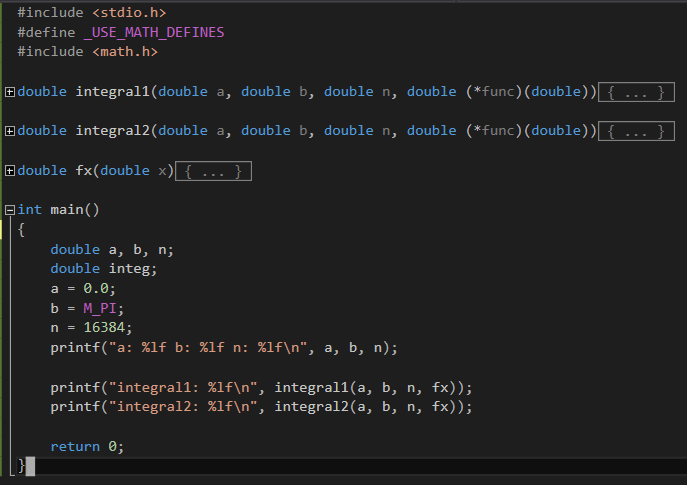 #include <stdio.h>
#define _USE_MATH_DEFINES
#include <math.h>
double integral1(double a, double b, double n, double (*func)(double)){ ... }
double integral2(double a, double b, double n, double (*func)(double)){ ... }
double fx(double x){ ... }
int main()
{
    double a, b, n;
    double integ;
    a = 0.0;
    b = M_PI;
    n = 16384;
    printf("a: %lf b: %lf n: %lf\n", a, b, n);
    printf("integral1: %lf\n", integral1(a, b, n, fx));
    printf("integral2: %lf\n", integral2(a, b, n, fx));
    return 0;
}